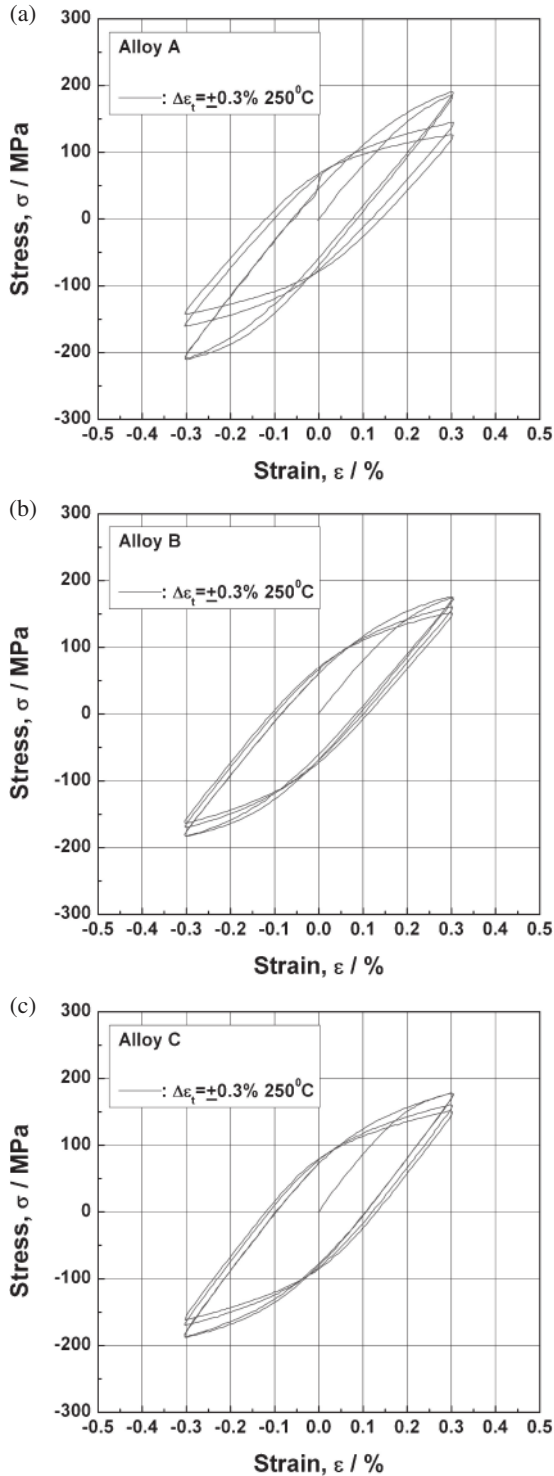 (a)
Alloy A
: Δεt=±0.3% 250⁰C
300
200
100
0
-100
-200
-300
Stress, σ / MPa
-0.5 -0.4 -0.3 -0.2 -0.1 0.0 0.1 0.2 0.3 0.4 0.5
Strain, ε / %
(b)
Alloy B
: Δεt=±0.3% 250⁰C
300
200
100
0
-100
-200
-300
Stress, σ / MPa
-0.5 -0.4 -0.3 -0.2 -0.1 0.0 0.1 0.2 0.3 0.4 0.5
Strain, ε / %
(c)
Alloy C
: Δεt=±0.3% 250⁰C
300
200
100
0
-100
-200
-300
Stress, σ / MPa
-0.5 -0.4 -0.3 -0.2 -0.1 0.0 0.1 0.2 0.3 0.4 0.5
Strain, ε / %